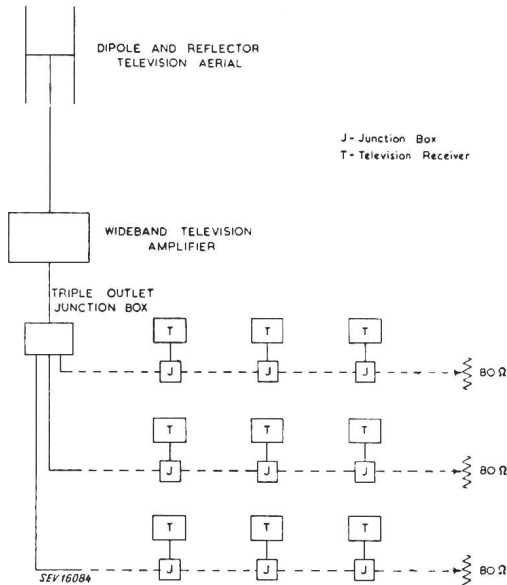 DIPOLE AND REFLECTOR
TELEVISION AERIAL
J - Junction Box
T - Television Receiver
WIDEBAND TELEVISION
AMPLIFIER
TRIPLE OUTLET
JUNCTION BOX
T T T
J J J 80 Ω
T T T
J J J 80 Ω
T T T
J J J 80 Ω
SEV 16084